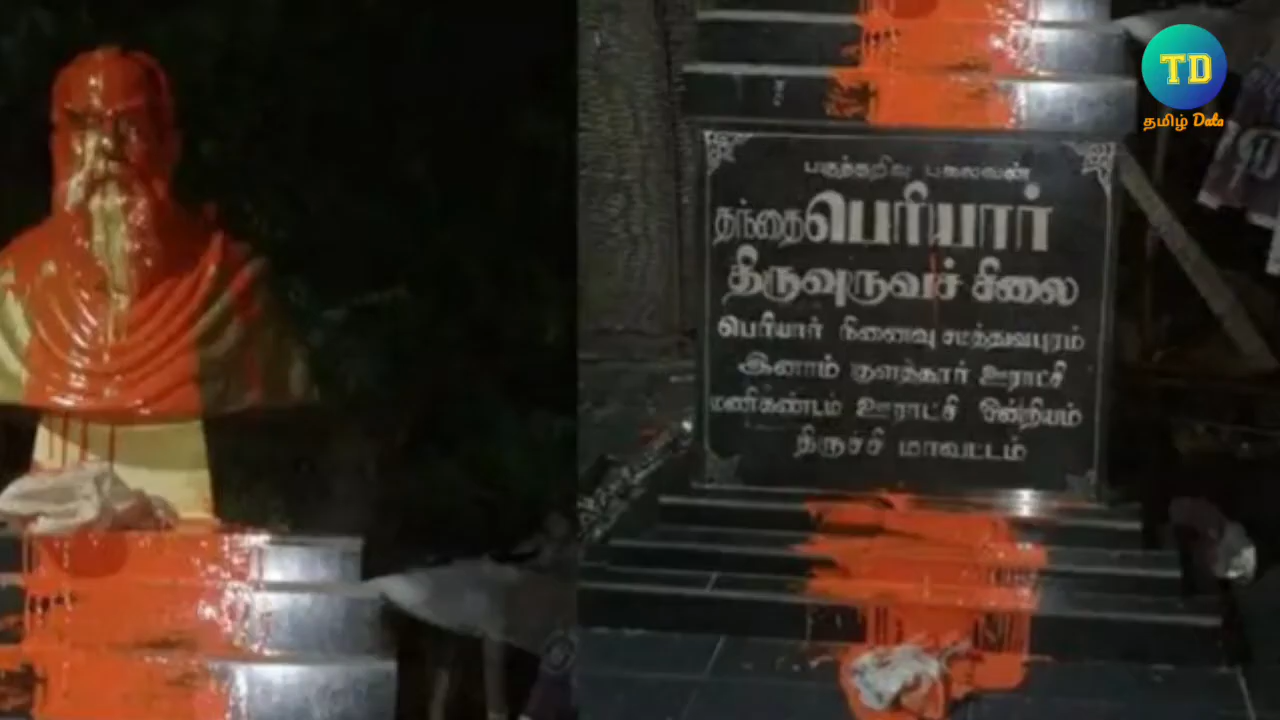 TD
தமிழ் Data
பகுத்தறிவு பகலவன்
தந்தை பெரியார்
திருவுருவச் சிலை
பெரியார் நினைவு சமத்துவபுரம்
இனாம் குளத்தூர் ஊராட்சி
மணிகண்டம் ஊராட்சி ஒன்றியம்
திருச்சி மாவட்டம்